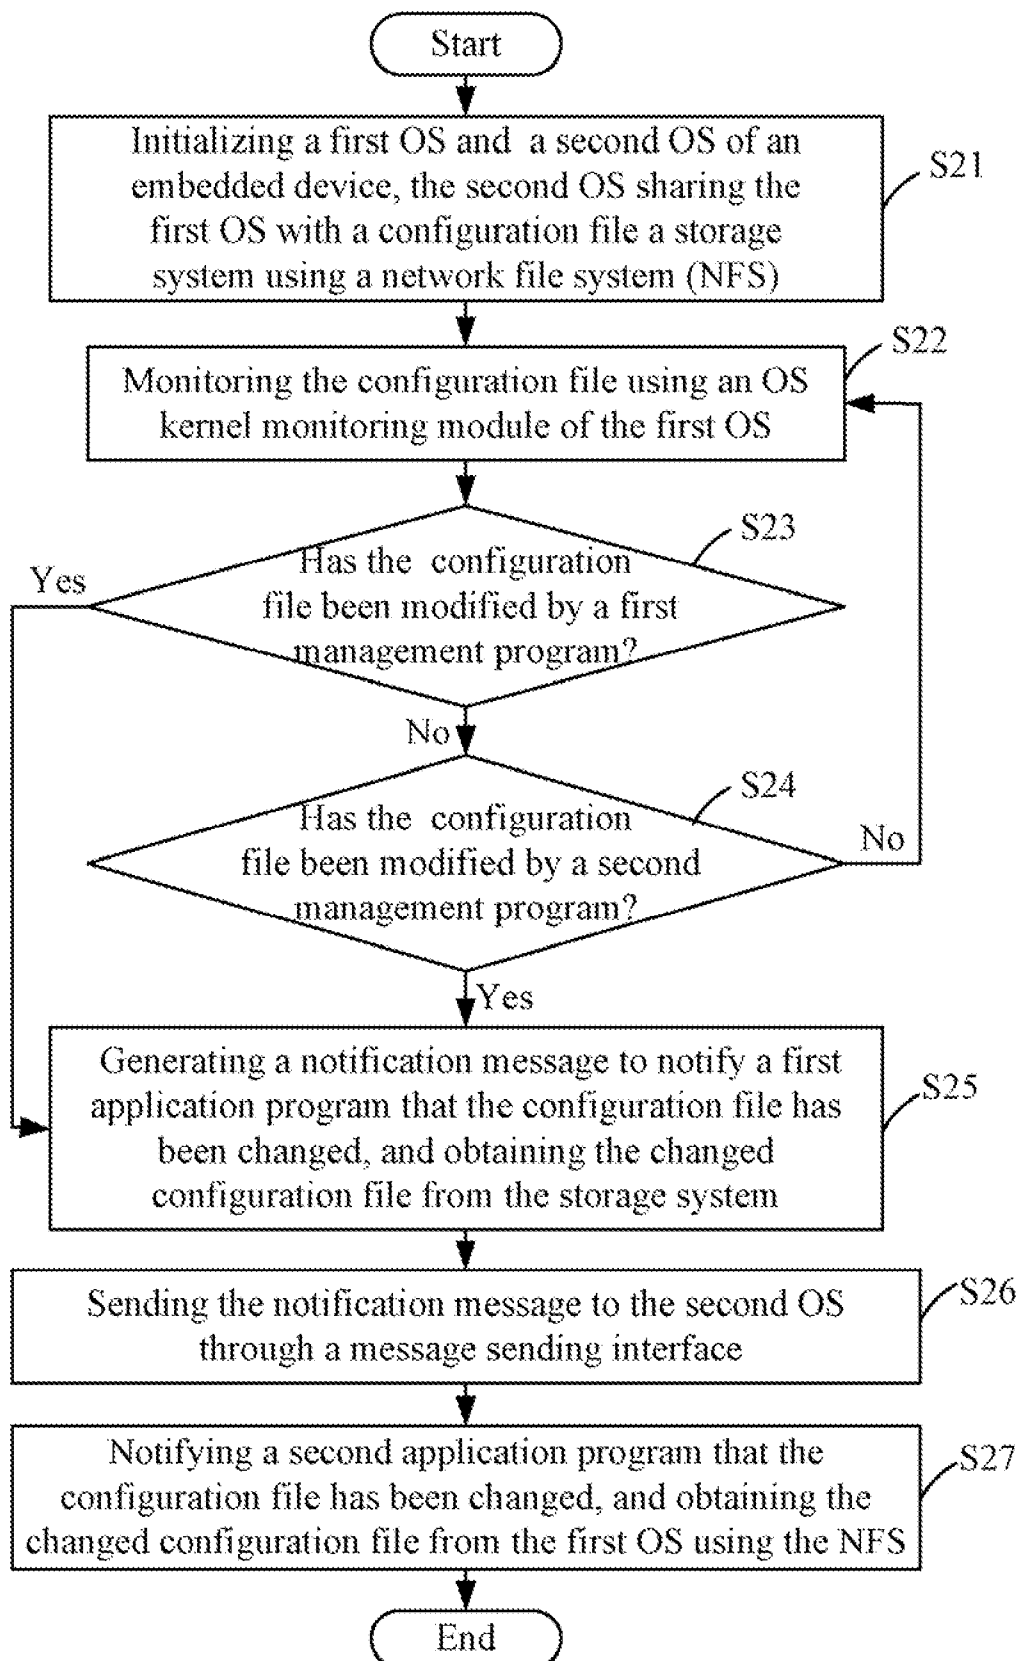 Start
Initializing a first OS and a second OS of an
embedded device, the second OS sharing the
first OS with a configuration file a storage
system using a network file system (NFS)
S21
Monitoring the configuration file using an OS
kernel monitoring module of the first OS
S22
Has the configuration
file been modified by a first
management program?
S23
Yes
No
Has the configuration
file been modified by a second
management program?
S24
No
Yes
Generating a notification message to notify a first
application program that the configuration file has
been changed, and obtaining the changed
configuration file from the storage system
S25
Sending the notification message to the second OS
through a message sending interface
S26
Notifying a second application program that the
configuration file has been changed, and obtaining the
changed configuration file from the first OS using the NFS
S27
End